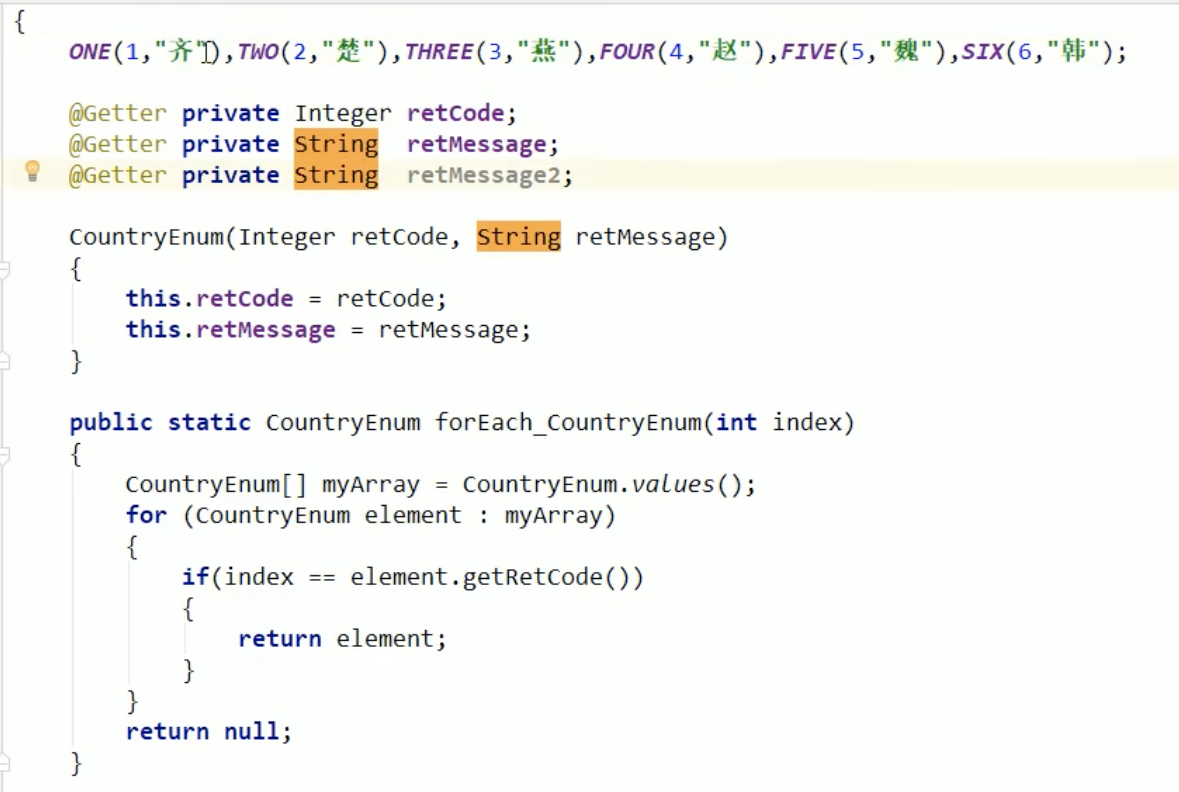 {
ONE(1,"齐"),TWO(2,"楚"),THREE(3,"燕"),FOUR(4,"赵"),FIVE(5,"魏"),SIX(6,"韩");
@Getter private Integer retCode;
@Getter private String retMessage;
@Getter private String retMessage2;
CountryEnum(Integer retCode, String retMessage)
{
this.retCode = retCode;
this.retMessage = retMessage;
}
public static CountryEnum forEach_CountryEnum(int index)
{
CountryEnum[] myArray = CountryEnum.values();
for (CountryEnum element : myArray)
{
if(index == element.getRetCode())
{
return element;
}
}
return null;
}